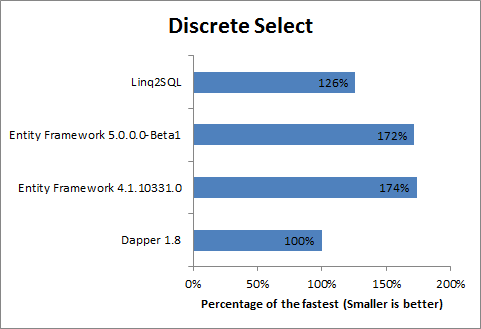 Discrete Select
Linq2SQL
126%
Entity Framework 5.0.0.0-Beta1
172%
Entity Framework 4.1.10331.0
174%
Dapper 1.8
100%
0% 50% 100% 150% 200%
Percentage of the fastest (Smaller is better)